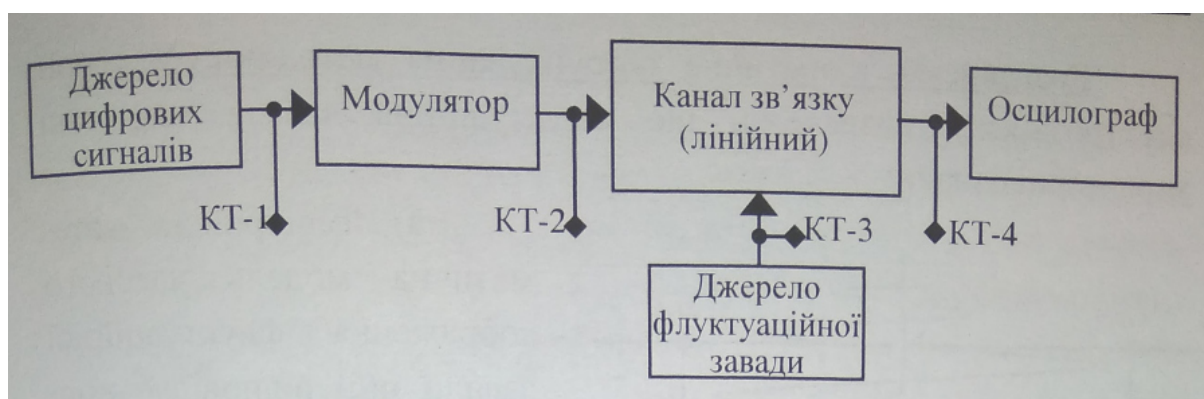 Джерело
цифрових
сигналів
Модулятор
Канал зв’язку
(лінійний)
Осцилограф
КТ-1
КТ-2
КТ-3
КТ-4
Джерело
флуктуаційної
завади